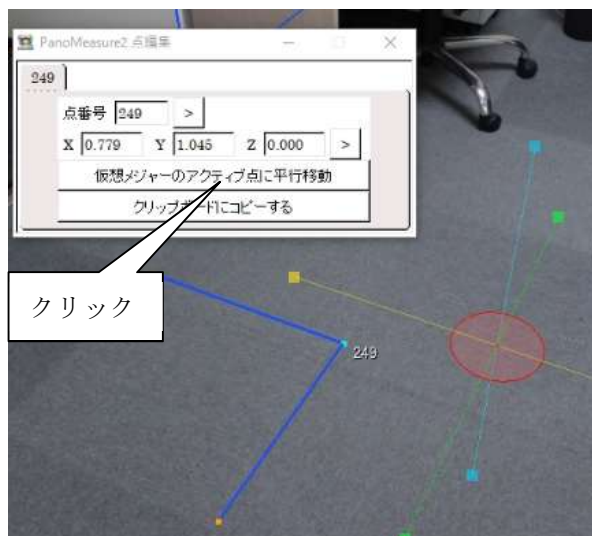 PanoMeasure2 点編集
249
点番号 249 >
X 0.779 Y 1.045 Z 0.000 >
仮想メジャーのアクティブ点に平行移動
クリップボードにコピーする
クリック
249